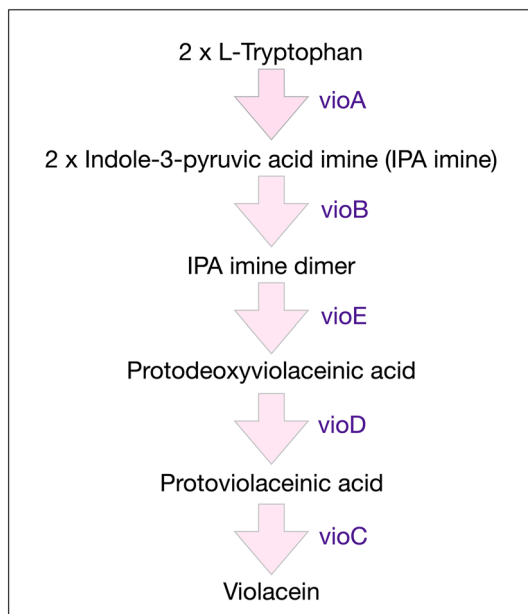 2 x L-Tryptophan
vioA
2 x Indole-3-pyruvic acid imine (IPA imine)
vioB
IPA imine dimer
vioE
Protodeoxyviolaceinic acid
vioD
Protoviolaceinic acid
vioC
Violacein